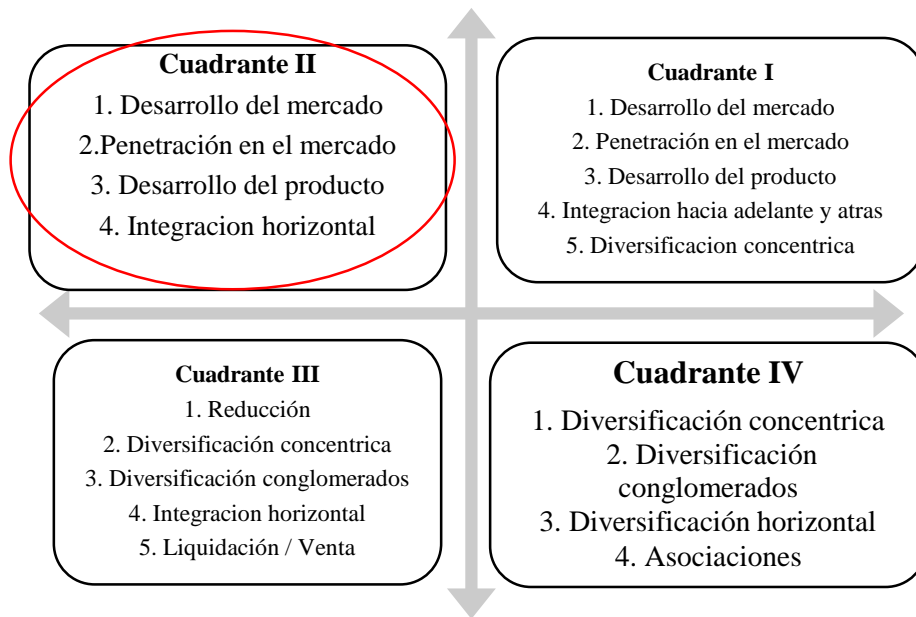 Cuadrante II
1. Desarrollo del mercado
2.Penetración en el mercado
3. Desarrollo del producto
4. Integracion horizontal
Cuadrante I
1. Desarrollo del mercado
2. Penetración en el mercado
3. Desarrollo del producto
4. Integracion hacia adelante y atras
5. Diversificacion concentrica
Cuadrante III
1. Reducción
2. Diversificación concentrica
3. Diversificación conglomerados
4. Integracion horizontal
5. Liquidación / Venta
Cuadrante IV
1. Diversificación concentrica
2. Diversificación
conglomerados
3. Diversificación horizontal
4. Asociaciones